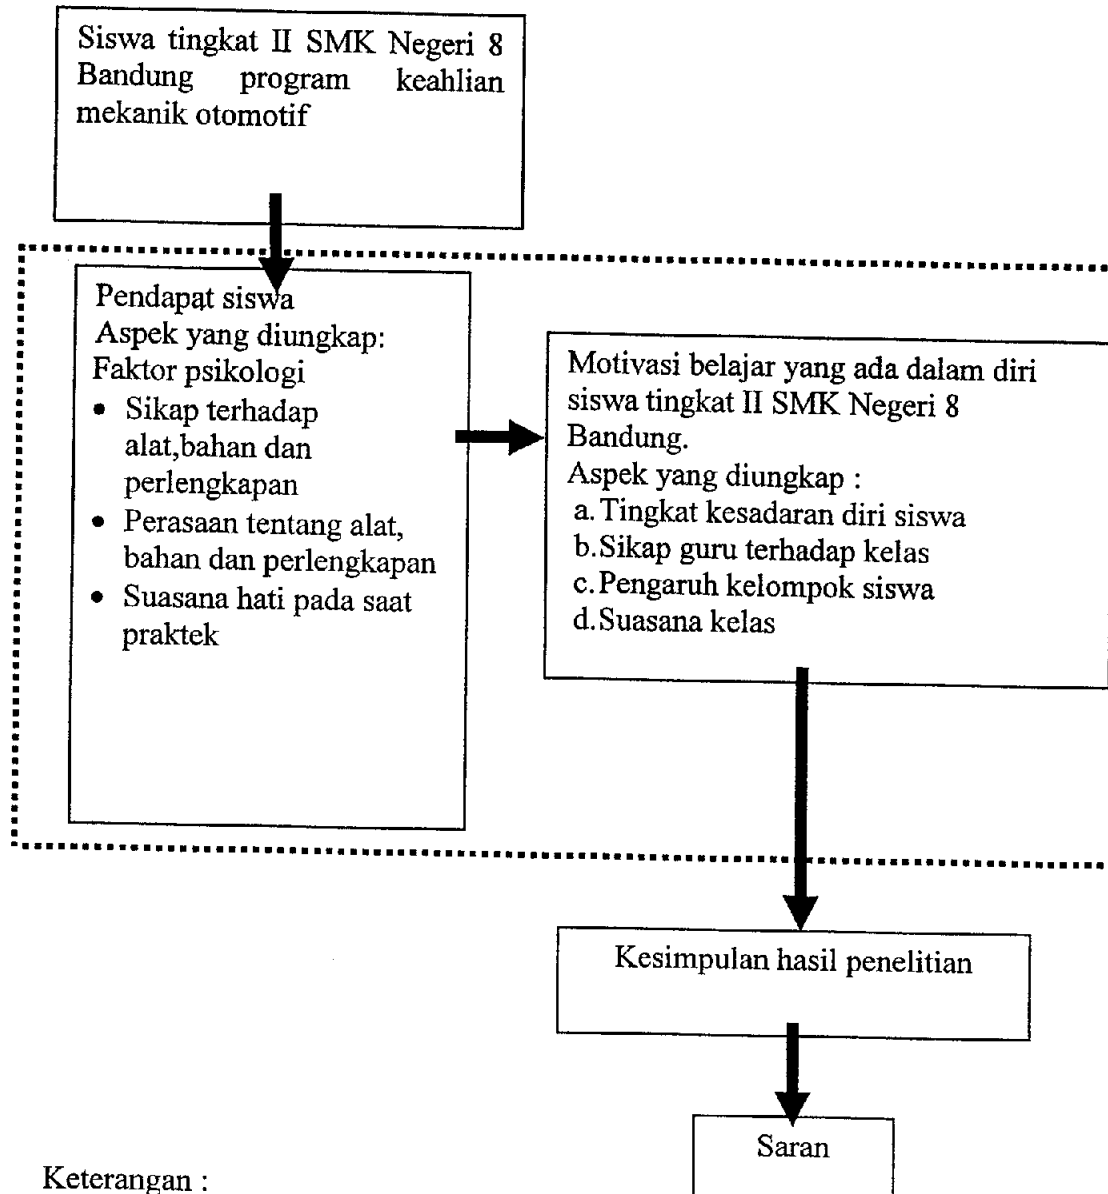 Siswa tingkat II SMK Negeri 8
Bandung program keahlian
mekanik otomotif
Pendapat siswa
Aspek yang diungkap:
Faktor psikologi
• Sikap terhadap
alat,bahan dan
perlengkapan
• Perasaan tentang alat,
bahan dan perlengkapan
• Suasana hati pada saat
praktek
Motivasi belajar yang ada dalam diri
siswa tingkat II SMK Negeri 8
Bandung.
Aspek yang diungkap :
a.Tingkat kesadaran diri siswa
b.Sikap guru terhadap kelas
c.Pengaruh kelompok siswa
d.Suasana kelas
Kesimpulan hasil penelitian
Saran
Keterangan :